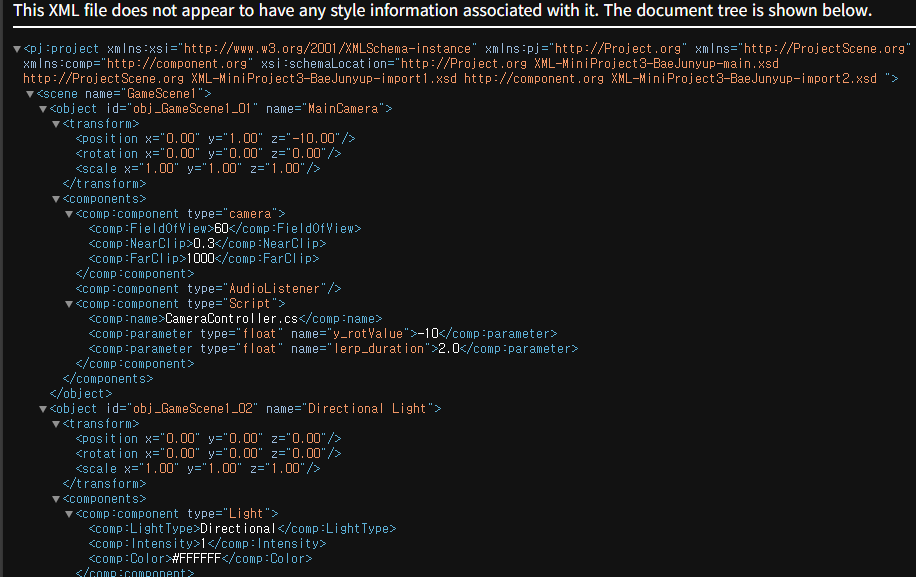 This XML file does not appear to have any style information associated with it. The document tree is shown below.
▼<pj:project xmlns:xsi="http://www.w3.org/2001/XMLSchema-instance" xmlns:pj="http://Project.org" xmlns="http://ProjectScene.org"
xmlns:comp="http://component.org" xsi:schemaLocation="http://Project.org XML-MiniProject3-BaeJunyup-main.xsd
http://ProjectScene.org XML-MiniProject3-BaeJunyup-import1.xsd http://component.org XML-MiniProject3-BaeJunyup-import2.xsd ">
▼<scene name="GameScene1">
▼<object id="obj_GameScene1_01" name="MainCamera">
▼<transform>
<position x="0.00" y="1.00" z="-10.00"/>
<rotation x="0.00" y="0.00" z="0.00"/>
<scale x="1.00" y="1.00" z="1.00"/>
</transform>
▼<components>
▼<comp:component type="camera">
<comp:FieldOfView>60</comp:FieldOfView>
<comp:NearClip>0.3</comp:NearClip>
<comp:FarClip>1000</comp:FarClip>
</comp:component>
<comp:component type="AudioListener"/>
▼<comp:component type="Script">
<comp:name>CameraController.cs</comp:name>
<comp:parameter type="float" name="y_rotValue">-10</comp:parameter>
<comp:parameter type="float" name="lerp_duration">2.0</comp:parameter>
</comp:component>
</components>
</object>
▼<object id="obj_GameScene1_02" name="Directional Light">
▼<transform>
<position x="0.00" y="0.00" z="0.00"/>
<rotation x="0.00" y="0.00" z="0.00"/>
<scale x="1.00" y="1.00" z="1.00"/>
</transform>
▼<components>
▼<comp:component type="Light">
<comp:LightType>Directional</comp:LightType>
<comp:Intensity>1</comp:Intensity>
<comp:Color>#FFFFFF</comp:Color>
</comp:component>